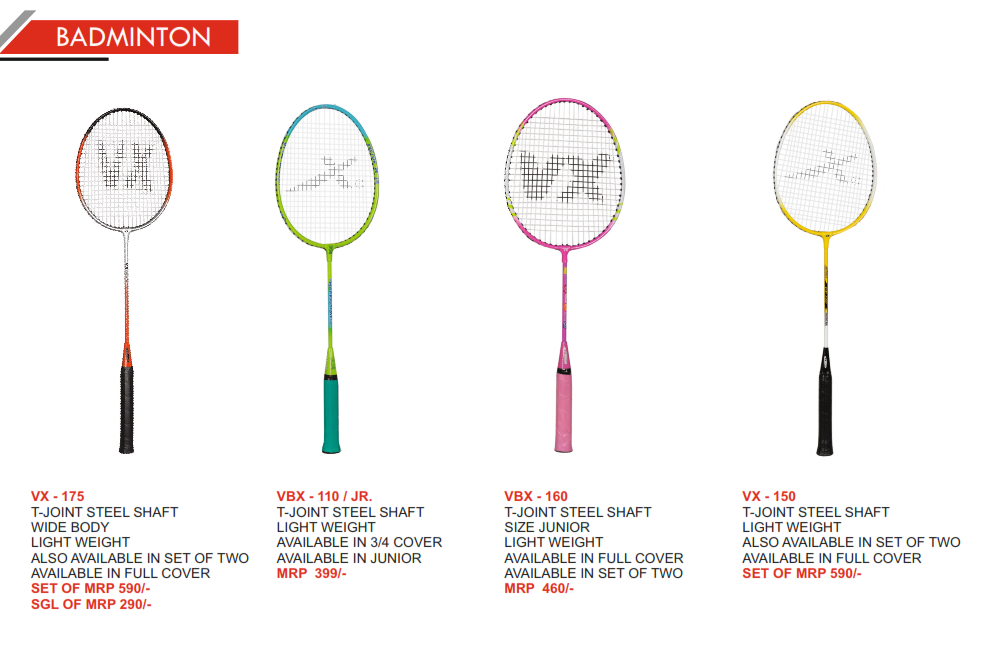 BADMINTON
VX
VX
VX - 175
T-JOINT STEEL SHAFT
WIDE BODY
LIGHT WEIGHT
ALSO AVAILABLE IN SET OF TWO
AVAILABLE IN FULL COVER
SET OF MRP 590/-
SGL OF MRP 290/-
VBX - 110 / JR.
T-JOINT STEEL SHAFT
LIGHT WEIGHT
AVAILABLE IN 3/4 COVER
AVAILABLE IN JUNIOR
MRP 399/-
VBX - 160
T-JOINT STEEL SHAFT
SIZE JUNIOR
LIGHT WEIGHT
AVAILABLE IN FULL COVER
AVAILABLE IN SET OF TWO
MRP 460/-
VX - 150
T-JOINT STEEL SHAFT
LIGHT WEIGHT
ALSO AVAILABLE IN SET OF TWO
AVAILABLE IN FULL COVER
SET OF MRP 590/-